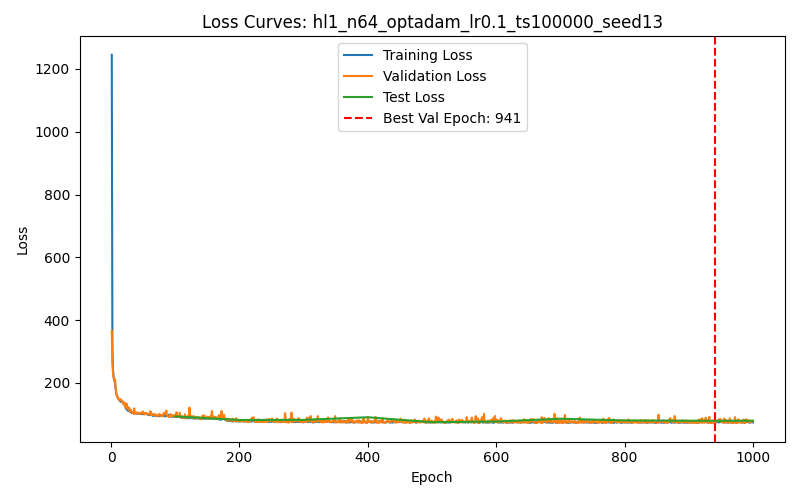 Loss Curves: hl1_n64_optadam_lr0.1_ts100000_seed13
Training Loss
Validation Loss
Test Loss
Best Val Epoch: 941
Loss
1200
1000
800
600
400
200
0
200
400
600
800
1000
Epoch